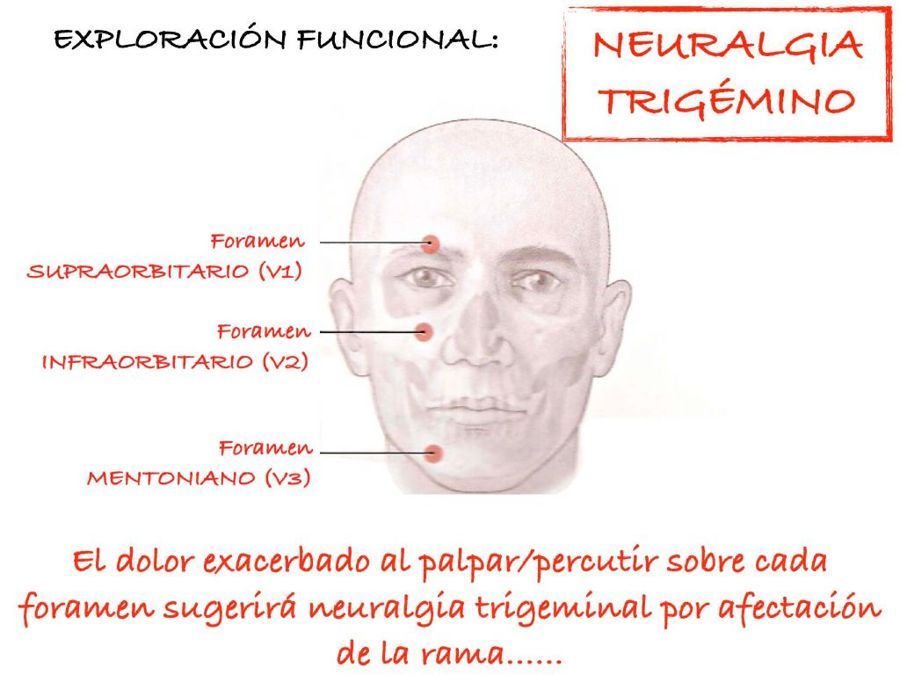 EXPLORACIÓN FUNCIONAL:
NEURALGIA
TRIGÉMINO
Foramen
SUPRAORBITARIO (V1)
Foramen
INFRAORBITARIO (V2)
Foramen
MENTONIANO (V3)
El dolor exacerbado al palpar/percutir sobre cada
foramen sugerirá neuralgia trigeminal por afectación
de la rama......